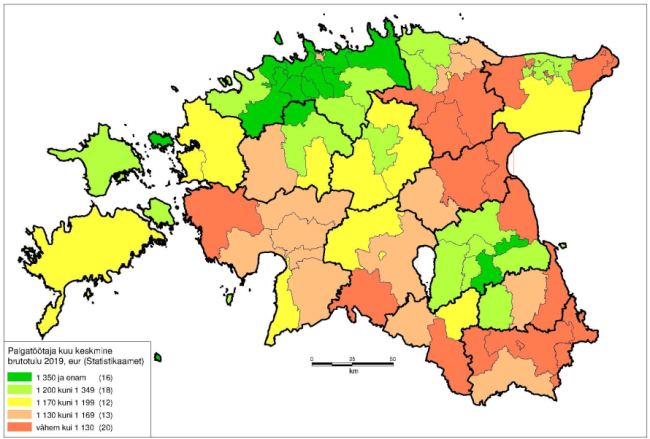 Palgatöötaja kuu keskmine
brutotulu 2019, eur (Statistikaamet)
1 350 ja enam (16)
1 200 kuni 1 349 (18)
1 170 kuni 1 199 (12)
1 130 kuni 1 169 (13)
vähem kui 1 130 (20)
0 25 50
km